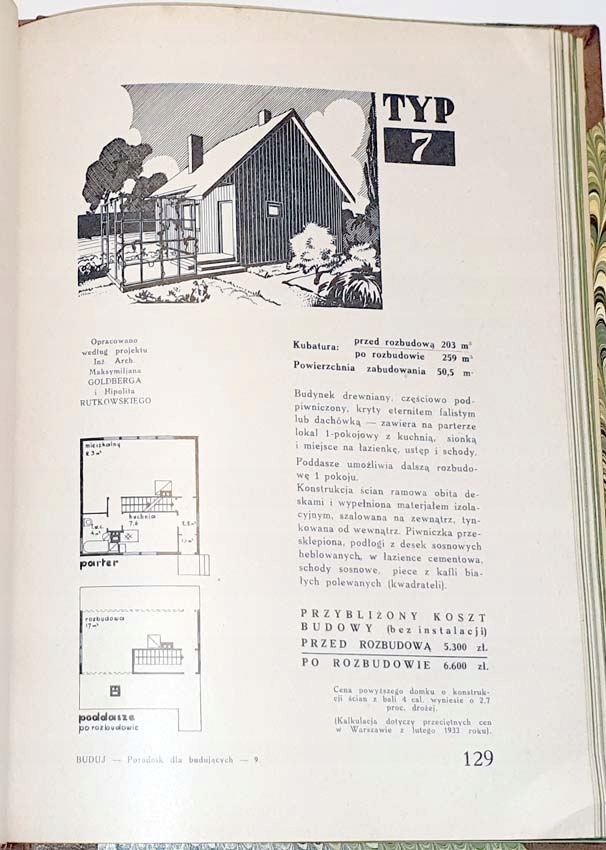 TYP
7
Opracowano
według projektu
Inż. Arch.
Maksymiljana
GOLDBERGA
i Hipolita
RUTKOWSKIEGO
Kubatura: przed rozbudową 203 m³
po rozbudowie 259 m³
Powierzchnia zabudowania 50,5 m²
Budynek drewniany, częściowo pod-
piwniczony, kryty eternitem falistym
lub dachówką — zawiera na parterze
lokal 1-pokojowy z kuchnią, sionką
i miejsce na łazienkę, ustęp i schody.
Poddasze umożliwia dalszą rozbudo-
wę 1 pokoju.
Konstrukcja ścian ramowa obita de-
skami i wypełniona materjałem izola-
cyjnym, szalowana na zewnątrz, tyn-
kowana od wewnątrz. Piwniczka prze-
sklepiona, podłogi z desek sosnowych
heblowanych, w łazience cementowa,
schody sosnowe, piece z kafli bia-
łych polewanych (kwadrateli).
mieszkalny
kuchnia
7,6
w.c.
parter
rozbudowa
17 m²
poddasze
po rozbudowie
PRZYBLIŻONY KOSZT
BUDOWY (bez instalacji)
PRZED ROZBUDOWĄ 5.300 zł.
PO ROZBUDOWIE 6.600 zł.
Cena powyższego domku o konstruk-
cji ścian z bali 4 cal. wyniesie o 2,7
proc. drożej.
(Kalkulacja dotyczy przeciętnych cen
w Warszawie z lutego 1933 roku).
BUDUJ — Poradnik dla budujących — 9
129